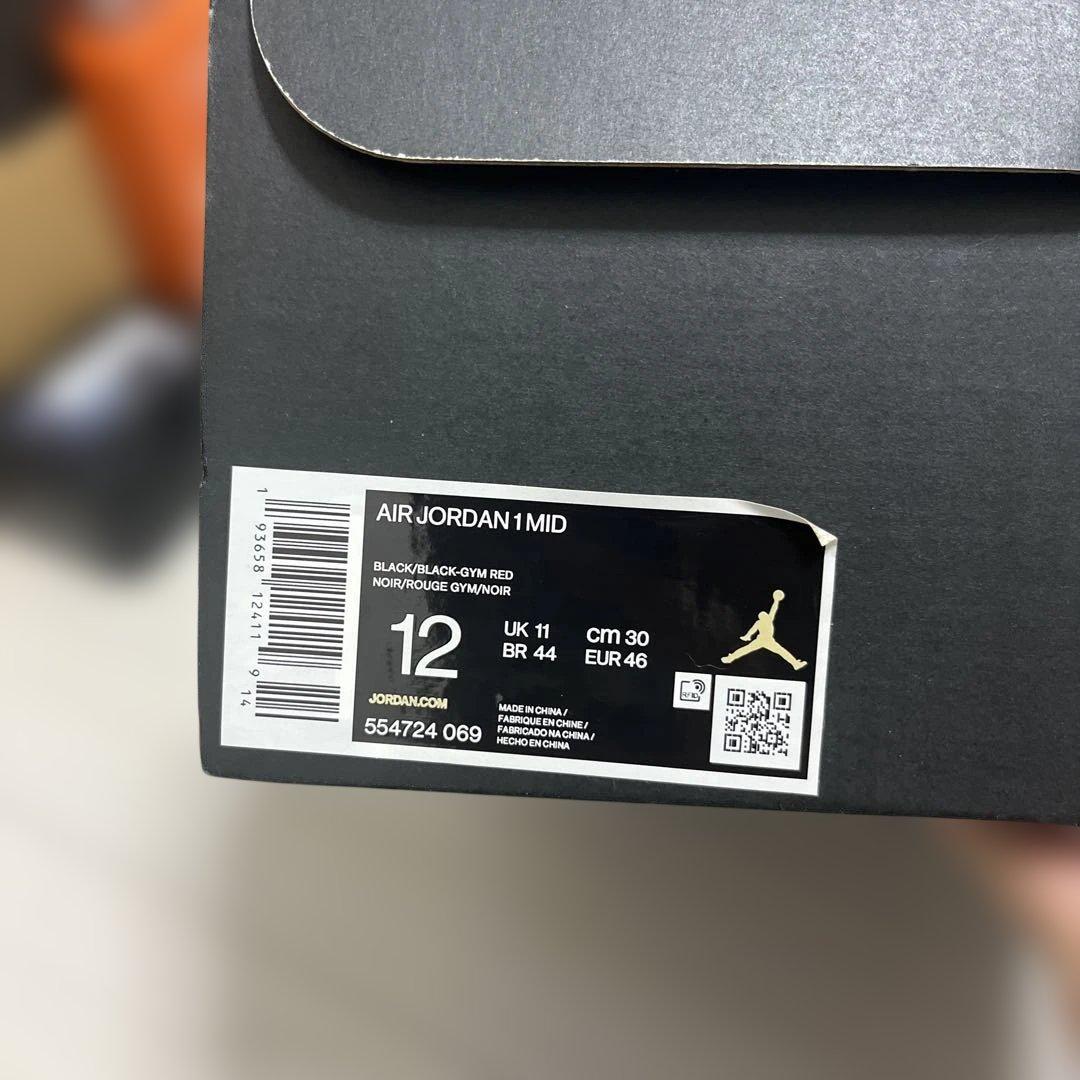 AIR JORDAN 1 MID
BLACK/BLACK-GYM RED
NOIR/ROUGE GYM/NOIR
12
UK 11
cm 30
BR 44
EUR 46
JORDAN.COM
554724 069
MADE IN CHINA /
FABRIQUE EN CHINE /
FABRICADO NA CHINA /
HECHO EN CHINA
RFID
1 93658 12411 9 14